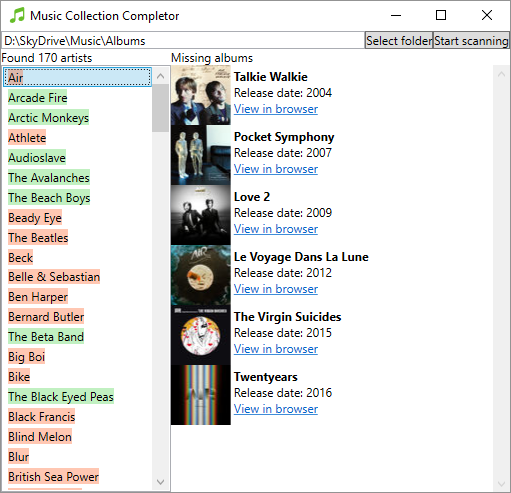 Music Collection Completor
D:\SkyDrive\Music\Albums
Select folder
Start scanning
Found 170 artists
Air
Arcade Fire
Arctic Monkeys
Athlete
Audioslave
The Avalanches
The Beach Boys
Beady Eye
The Beatles
Beck
Belle & Sebastian
Ben Harper
Bernard Butler
The Beta Band
Big Boi
Bike
The Black Eyed Peas
Black Francis
Blind Melon
Blur
British Sea Power
Missing albums
Talkie Walkie
Release date: 2004
View in browser
Pocket Symphony
Release date: 2007
View in browser
Love 2
Release date: 2009
View in browser
Le Voyage Dans La Lune
Release date: 2012
View in browser
The Virgin Suicides
Release date: 2015
View in browser
Twentyears
Release date: 2016
View in browser